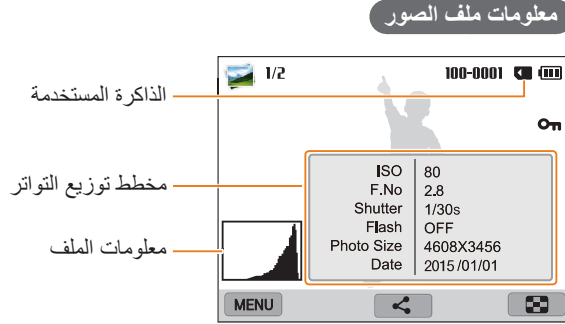 معلومات ملف الصور
1/2 100-0001
الذاكرة المستخدمة
مخطط توزيع التواتر
معلومات الملف
ISO 80
F.No 2.8
Shutter 1/30s
Flash OFF
Photo Size 4608X3456
Date 2015/01/01
MENU